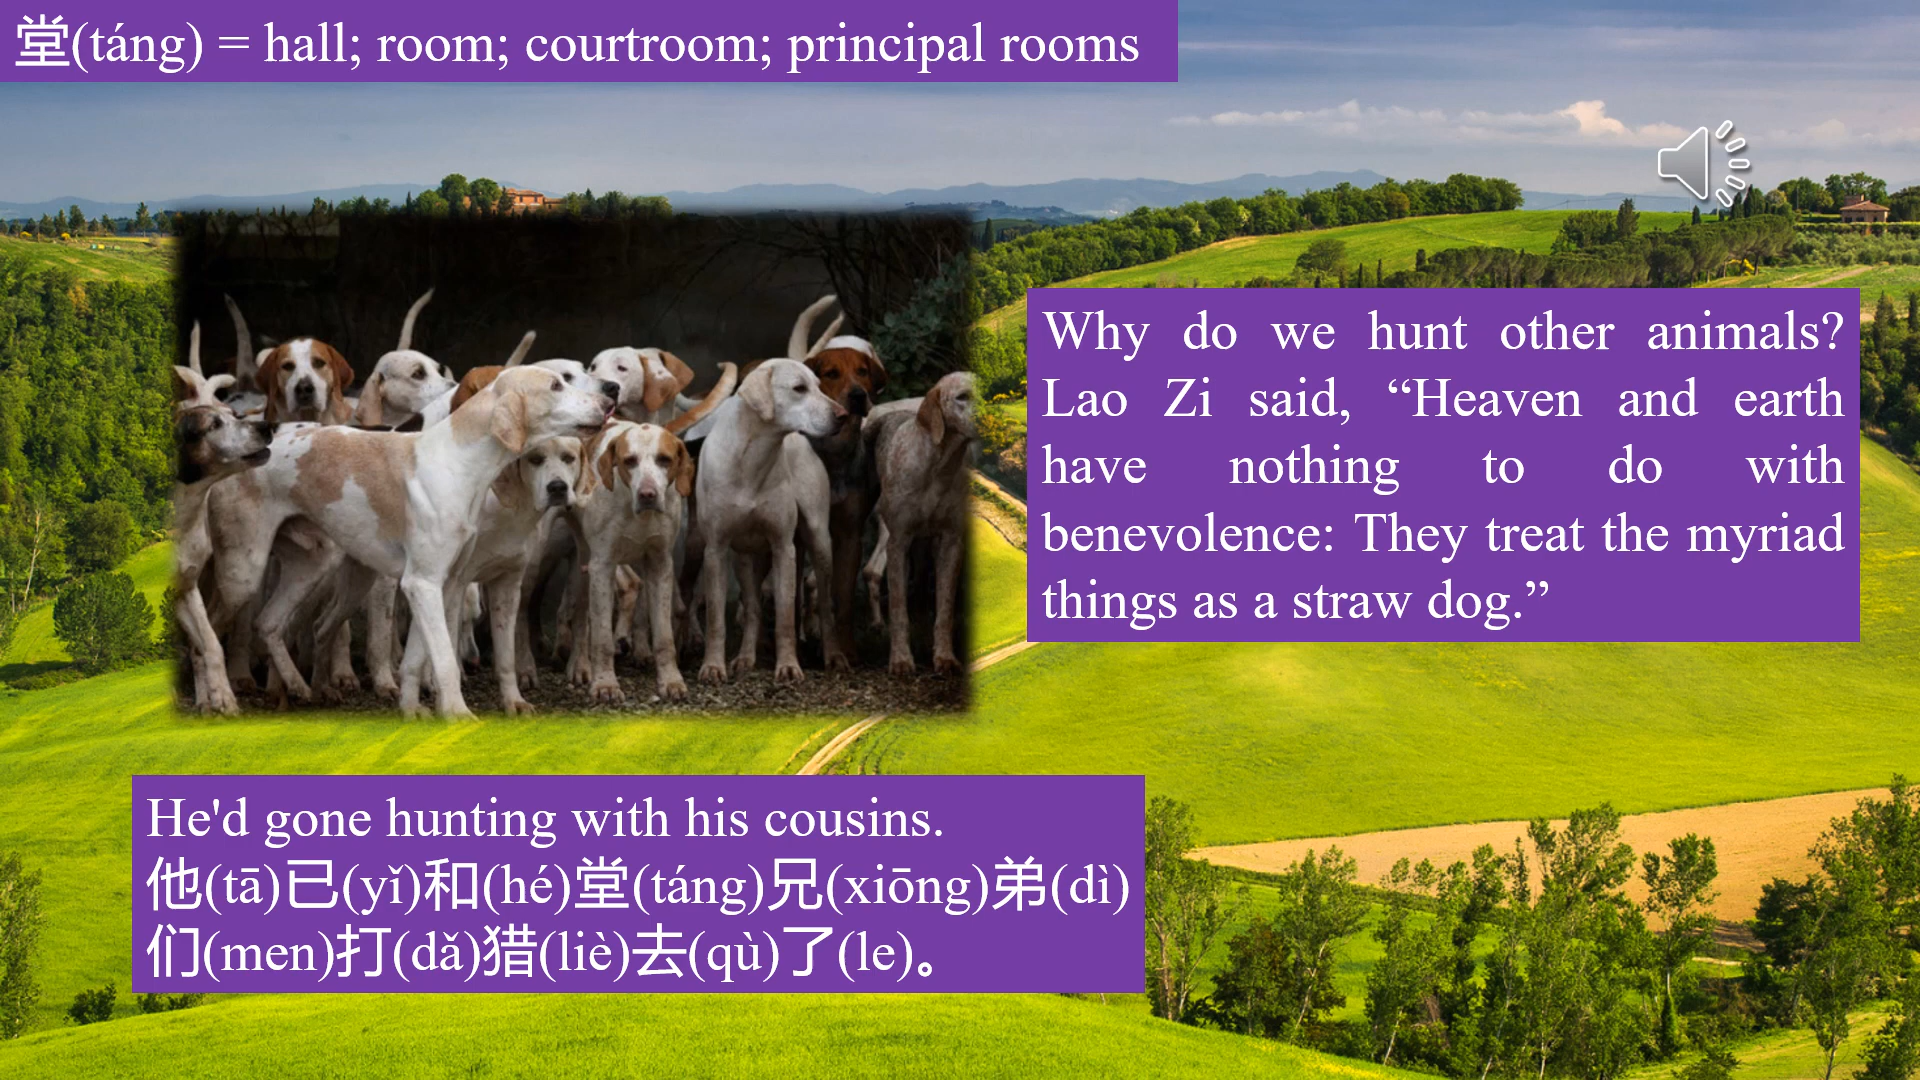 堂(táng) = hall; room; courtroom; principal rooms
Why do we hunt other animals?
Lao Zi said, “Heaven and earth
have nothing to do with
benevolence: They treat the myriad
things as a straw dog.”
He'd gone hunting with his cousins.
他(tā)已(yǐ)和(hé)堂(táng)兄(xiōng)弟(dì)
们(men)打(dǎ)猎(liè)去(qù)了(le)。